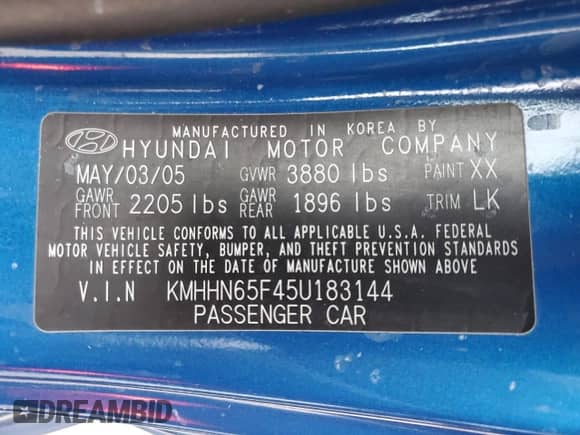 MANUFACTURED IN KOREA BY
HYUNDAI MOTOR COMPANY
MAY/03/05 GVWR 3880 lbs PAINT XX
GAWR FRONT 2205 lbs GAWR REAR 1896 lbs TRIM LK
THIS VEHICLE CONFORMS TO ALL APPLICABLE U.S.A. FEDERAL
MOTOR VEHICLE SAFETY, BUMPER, AND THEFT PREVENTION STANDARDS
IN EFFECT ON THE DATE OF MANUFACTURE SHOWN ABOVE
V.I.N KMHHN65F45U183144
PASSENGER CAR
DREAMBID